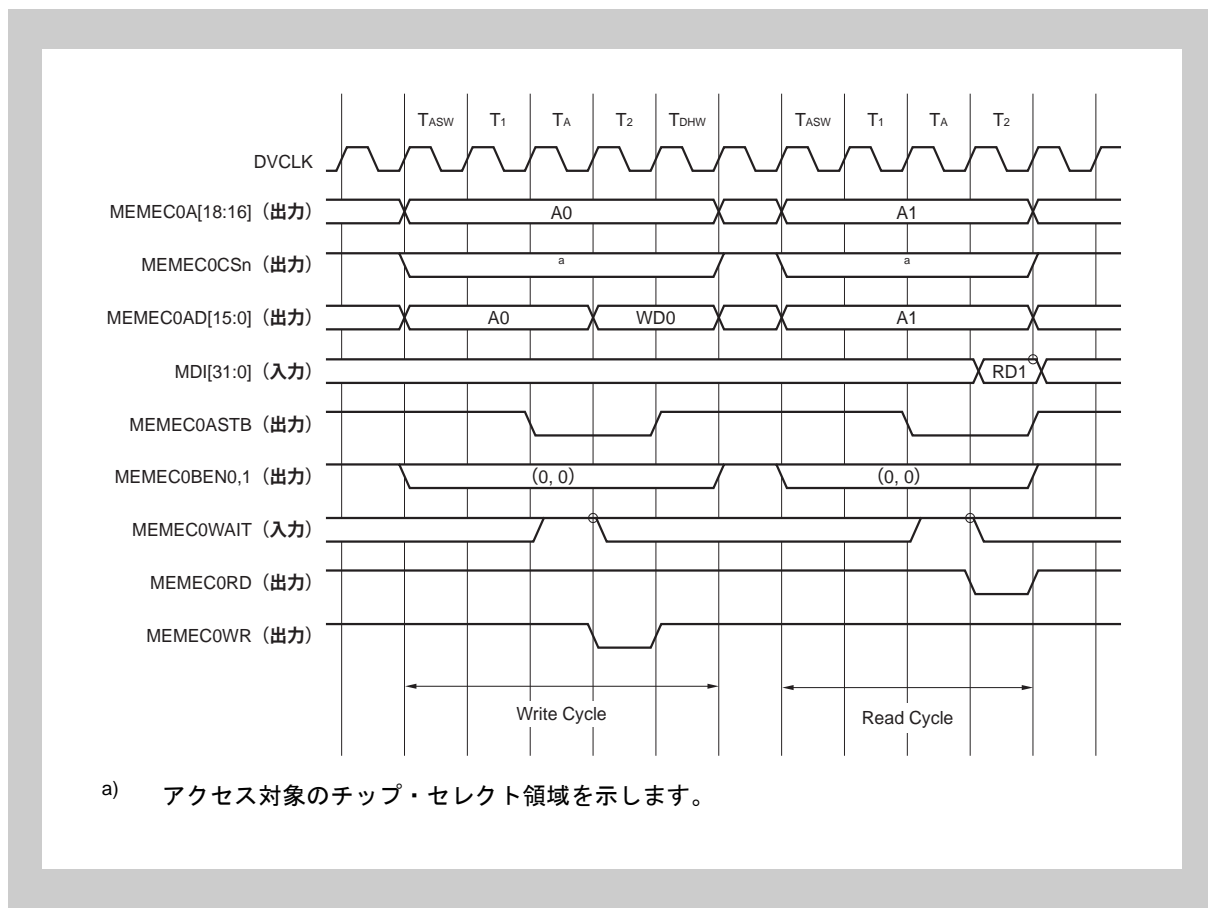 TASW T1 TA T2 TDHW TASW T1 TA T2
DVCLK
MEMEC0A[18:16]（出力） A0 A1
MEMEC0CSn（出力） a a
MEMEC0AD[15:0]（出力） A0 WD0 A1
MDI[31:0]（入力） RD1
MEMEC0ASTB（出力）
MEMEC0BEN0,1（出力） (0, 0) (0, 0)
MEMEC0WAIT（入力）
MEMEC0RD（出力）
MEMEC0WR（出力）
Write Cycle Read Cycle
a) アクセス対象のチップ・セレクト領域を示します。